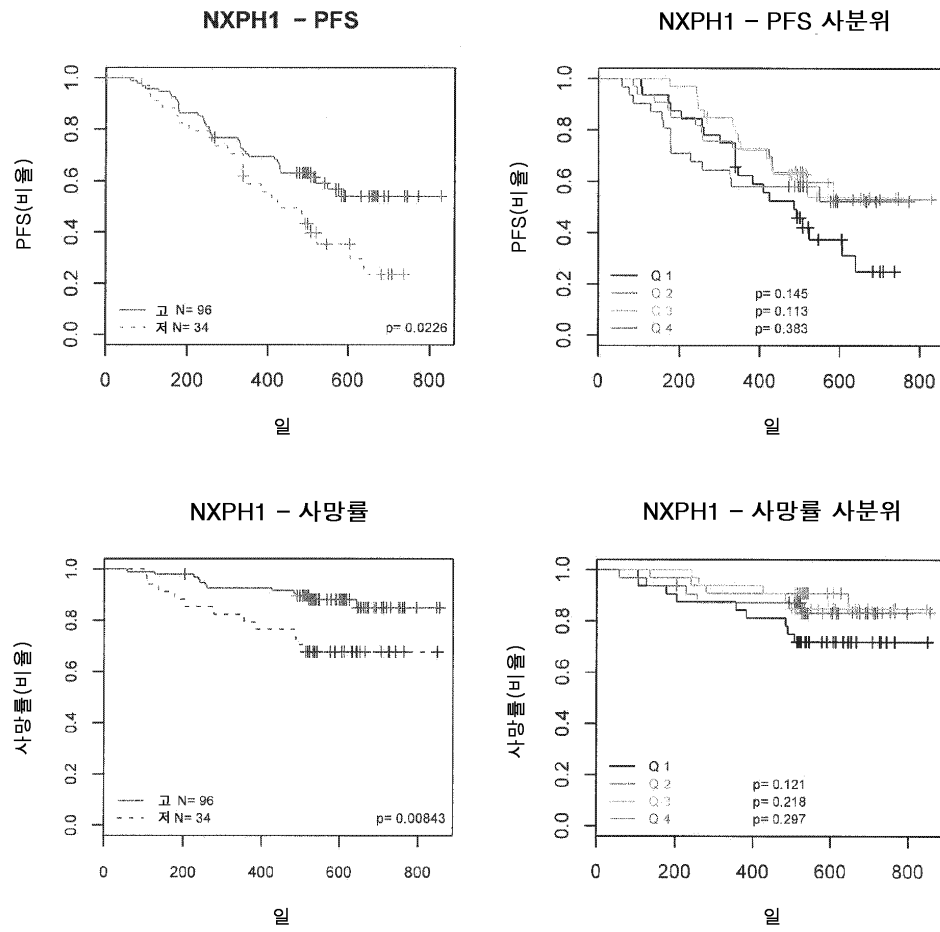 NXPH1 – PFS
PFS(비율)
1.0
0.8
0.6
0.4
0.2
0.0
고 N= 96
저 N= 34
p= 0.0226
0 200 400 600 800
일
NXPH1 – PFS 사분위
PFS(비율)
1.0
0.8
0.6
0.4
0.2
0.0
Q 1
Q 2 p= 0.145
Q 3 p= 0.113
Q 4 p= 0.383
0 200 400 600 800
일
NXPH1 – 사망률
사망률(비율)
1.0
0.8
0.6
0.4
0.2
0.0
고 N= 96
저 N= 34
p= 0.00843
0 200 400 600 800
일
NXPH1 – 사망률 사분위
사망률(비율)
1.0
0.8
0.6
0.4
0.2
0.0
Q 1
Q 2 p= 0.121
Q 3 p= 0.218
Q 4 p= 0.297
0 200 400 600 800
일